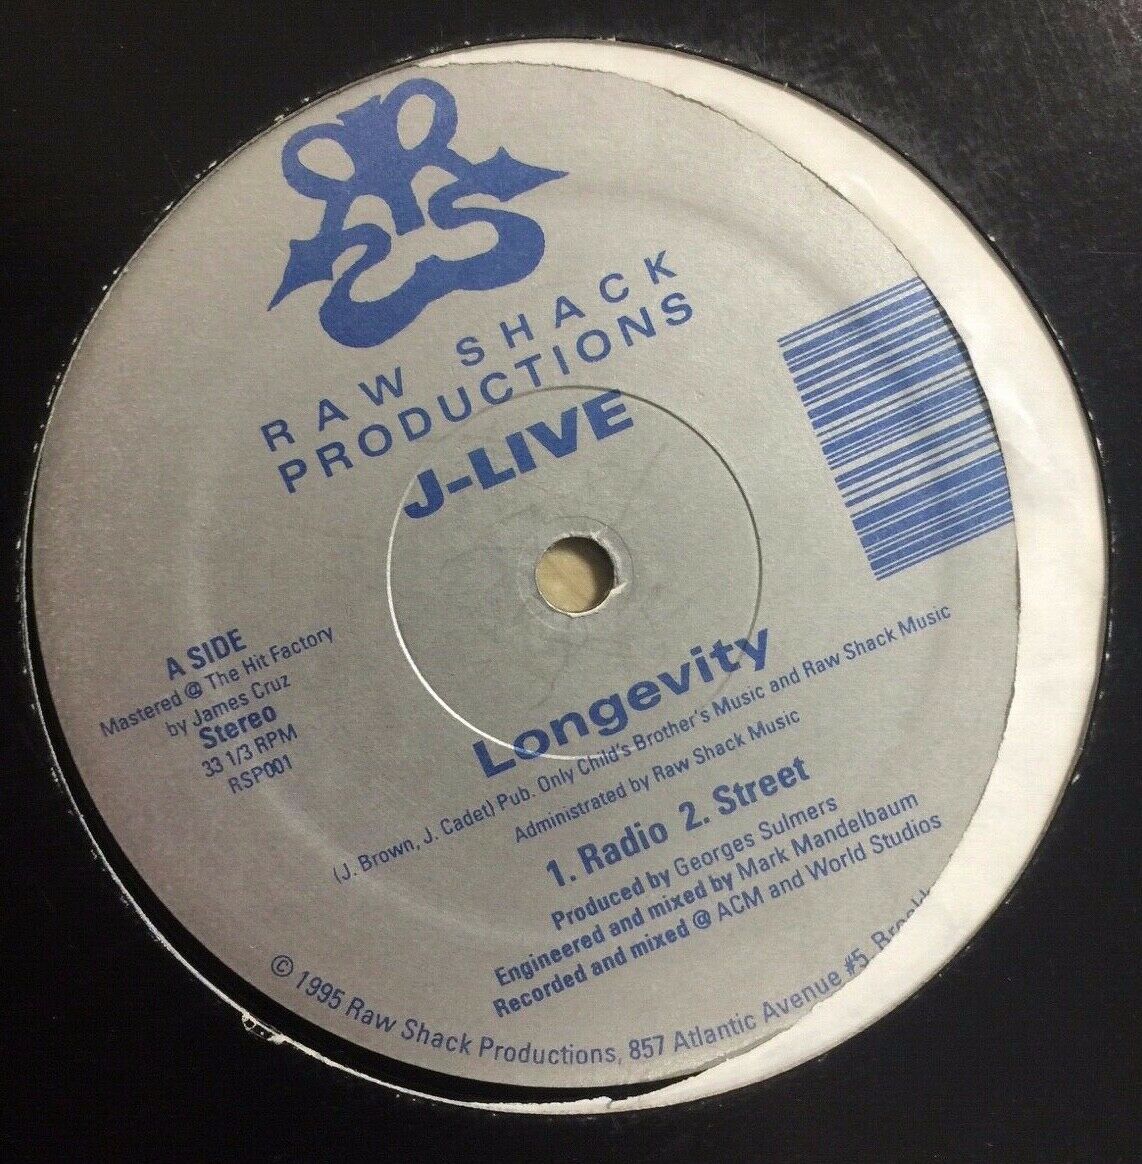 RAW SHACK
PRODUCTIONS
J-LIVE
A SIDE
Mastered @ The Hit Factory
by James Cruz
Stereo
33 1/3 RPM
RSP001
Longevity
(J. Brown, J. Cadet) Pub. Only Child's Brother's Music and Raw Shack Music
Administrated by Raw Shack Music
1. Radio 2. Street
Produced by Georges Sulmers
Engineered and mixed by Mark Mandelbaum
Recorded and mixed @ ACM and World Studios
© 1995 Raw Shack Productions, 857 Atlantic Avenue #5,